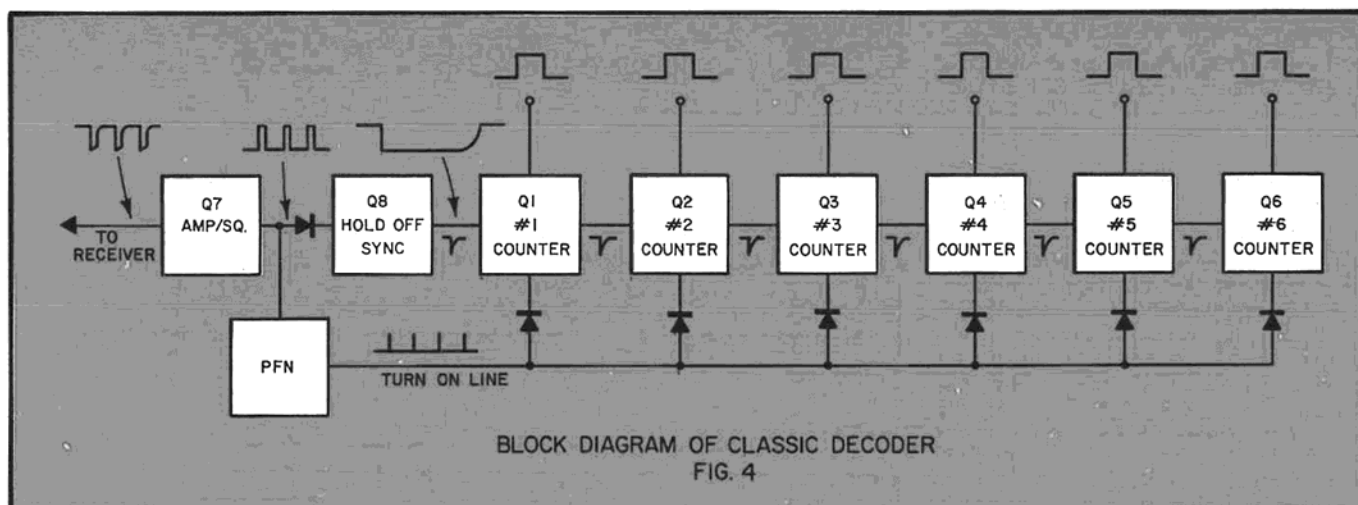 TO
RECEIVER
Q7
AMP/SQ.
Q8
HOLD OFF
SYNC
Q1
#1
COUNTER
Q2
#2
COUNTER
Q3
#3
COUNTER
Q4
#4
COUNTER
Q5
#5
COUNTER
Q6
#6
COUNTER
PFN
TURN ON LINE
BLOCK DIAGRAM OF CLASSIC DECODER
FIG. 4